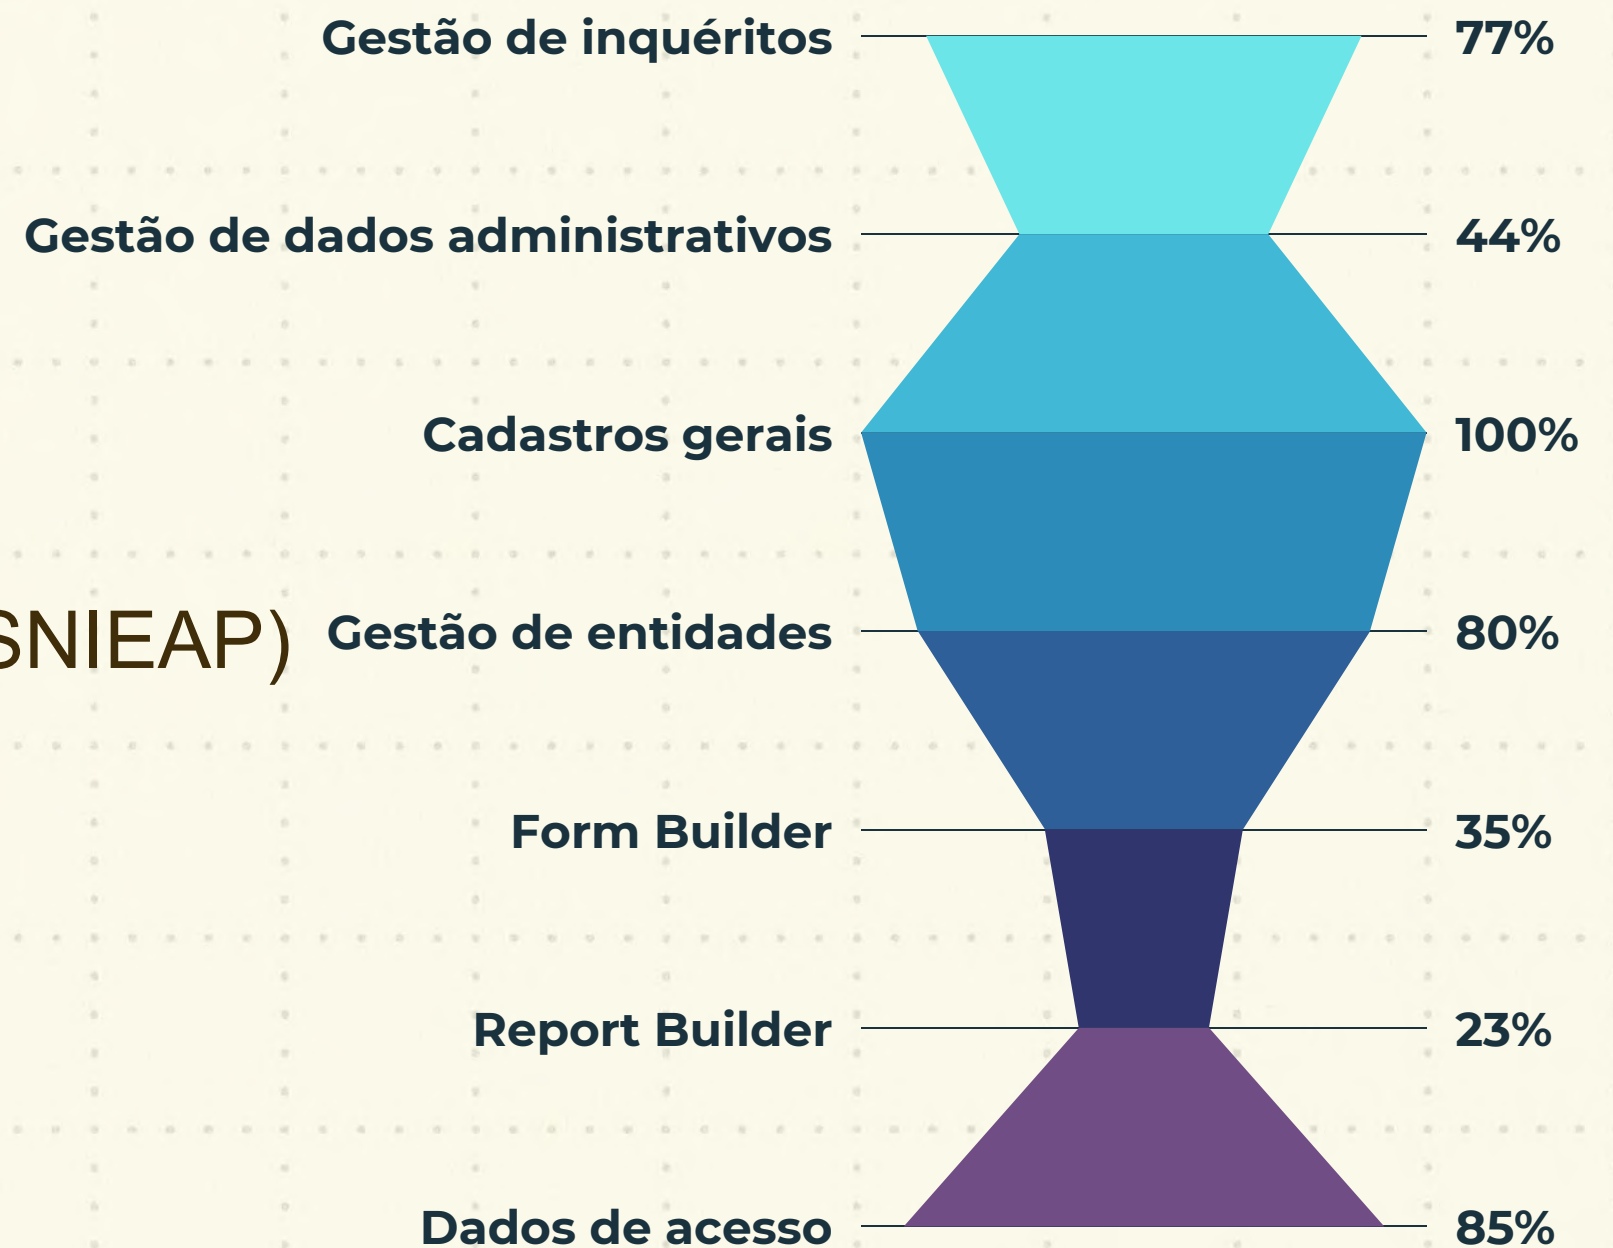 Gestão de inquéritos 77%
Gestão de dados administrativos 44%
Cadastros gerais 100%
SNIEAP) Gestão de entidades 80%
Form Builder 35%
Report Builder 23%
Dados de acesso 85%